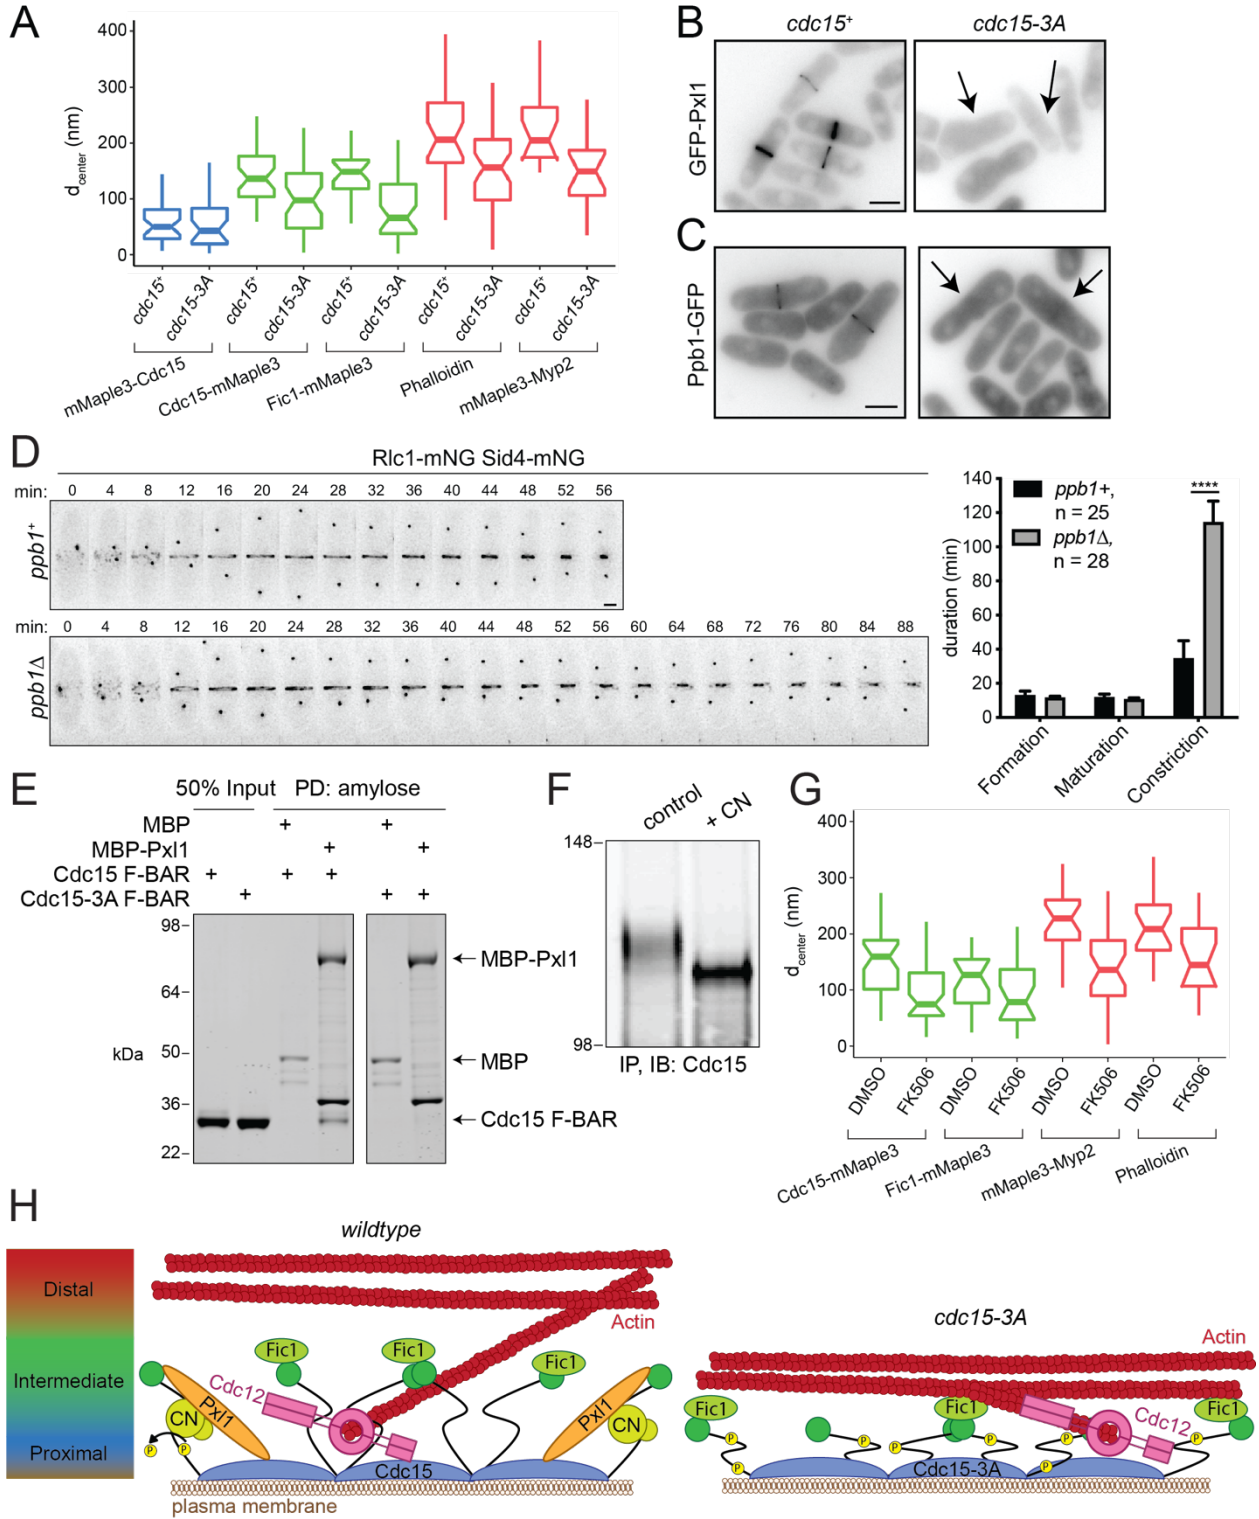 A
400
300
200
100
0
d_center (nm)
cdc15+
cdc15-3A
cdc15+
cdc15-3A
cdc15+
cdc15-3A
cdc15+
cdc15-3A
cdc15+
cdc15-3A
mMaple3-Cdc15
Cdc15-mMaple3
Fic1-mMaple3
Phalloidin
mMaple3-Myp2
B
cdc15+
cdc15-3A
GFP-Pxl1
C
Ppb1-GFP
D
Rlc1-mNG Sid4-mNG
min: 0 4 8 12 16 20 24 28 32 36 40 44 48 52 56
ppb1+
min: 0 4 8 12 16 20 24 28 32 36 40 44 48 52 56 60 64 68 72 76 80 84 88
ppb1Δ
140
120
100
80
60
40
20
0
duration (min)
ppb1+,
n = 25
ppb1Δ,
n = 28
****
Formation
Maturation
Constriction
E
50% Input PD: amylose
MBP + +
MBP-Pxl1 + +
Cdc15 F-BAR + + +
Cdc15-3A F-BAR + + +
98
64
kDa 50
36
22
MBP-Pxl1
MBP
Cdc15 F-BAR
F
control
+ CN
148
98
IP, IB: Cdc15
G
400
300
200
100
0
d_center (nm)
DMSO
FK506
DMSO
FK506
DMSO
FK506
DMSO
FK506
Cdc15-mMaple3
Fic1-mMaple3
mMaple3-Myp2
Phalloidin
H
Distal
Intermediate
Proximal
wildtype
Actin
Fic1
Fic1
Fic1
Cdc12
Pxl1
Pxl1
CN
CN
P
P
Cdc15
plasma membrane
cdc15-3A
Actin
Fic1
Fic1
Fic1
Cdc12
P
P
P
P
P
P
P
P
Cdc15-3A